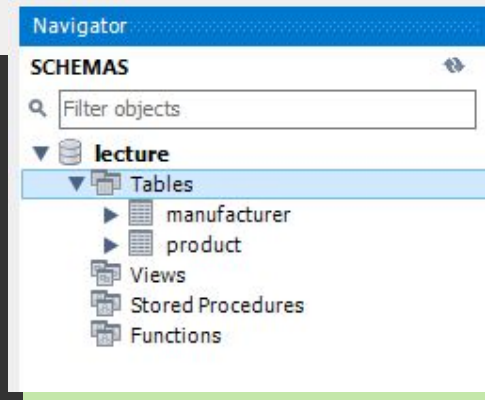 Navigator
SCHEMAS
Filter objects
lecture
Tables
manufacturer
product
Views
Stored Procedures
Functions